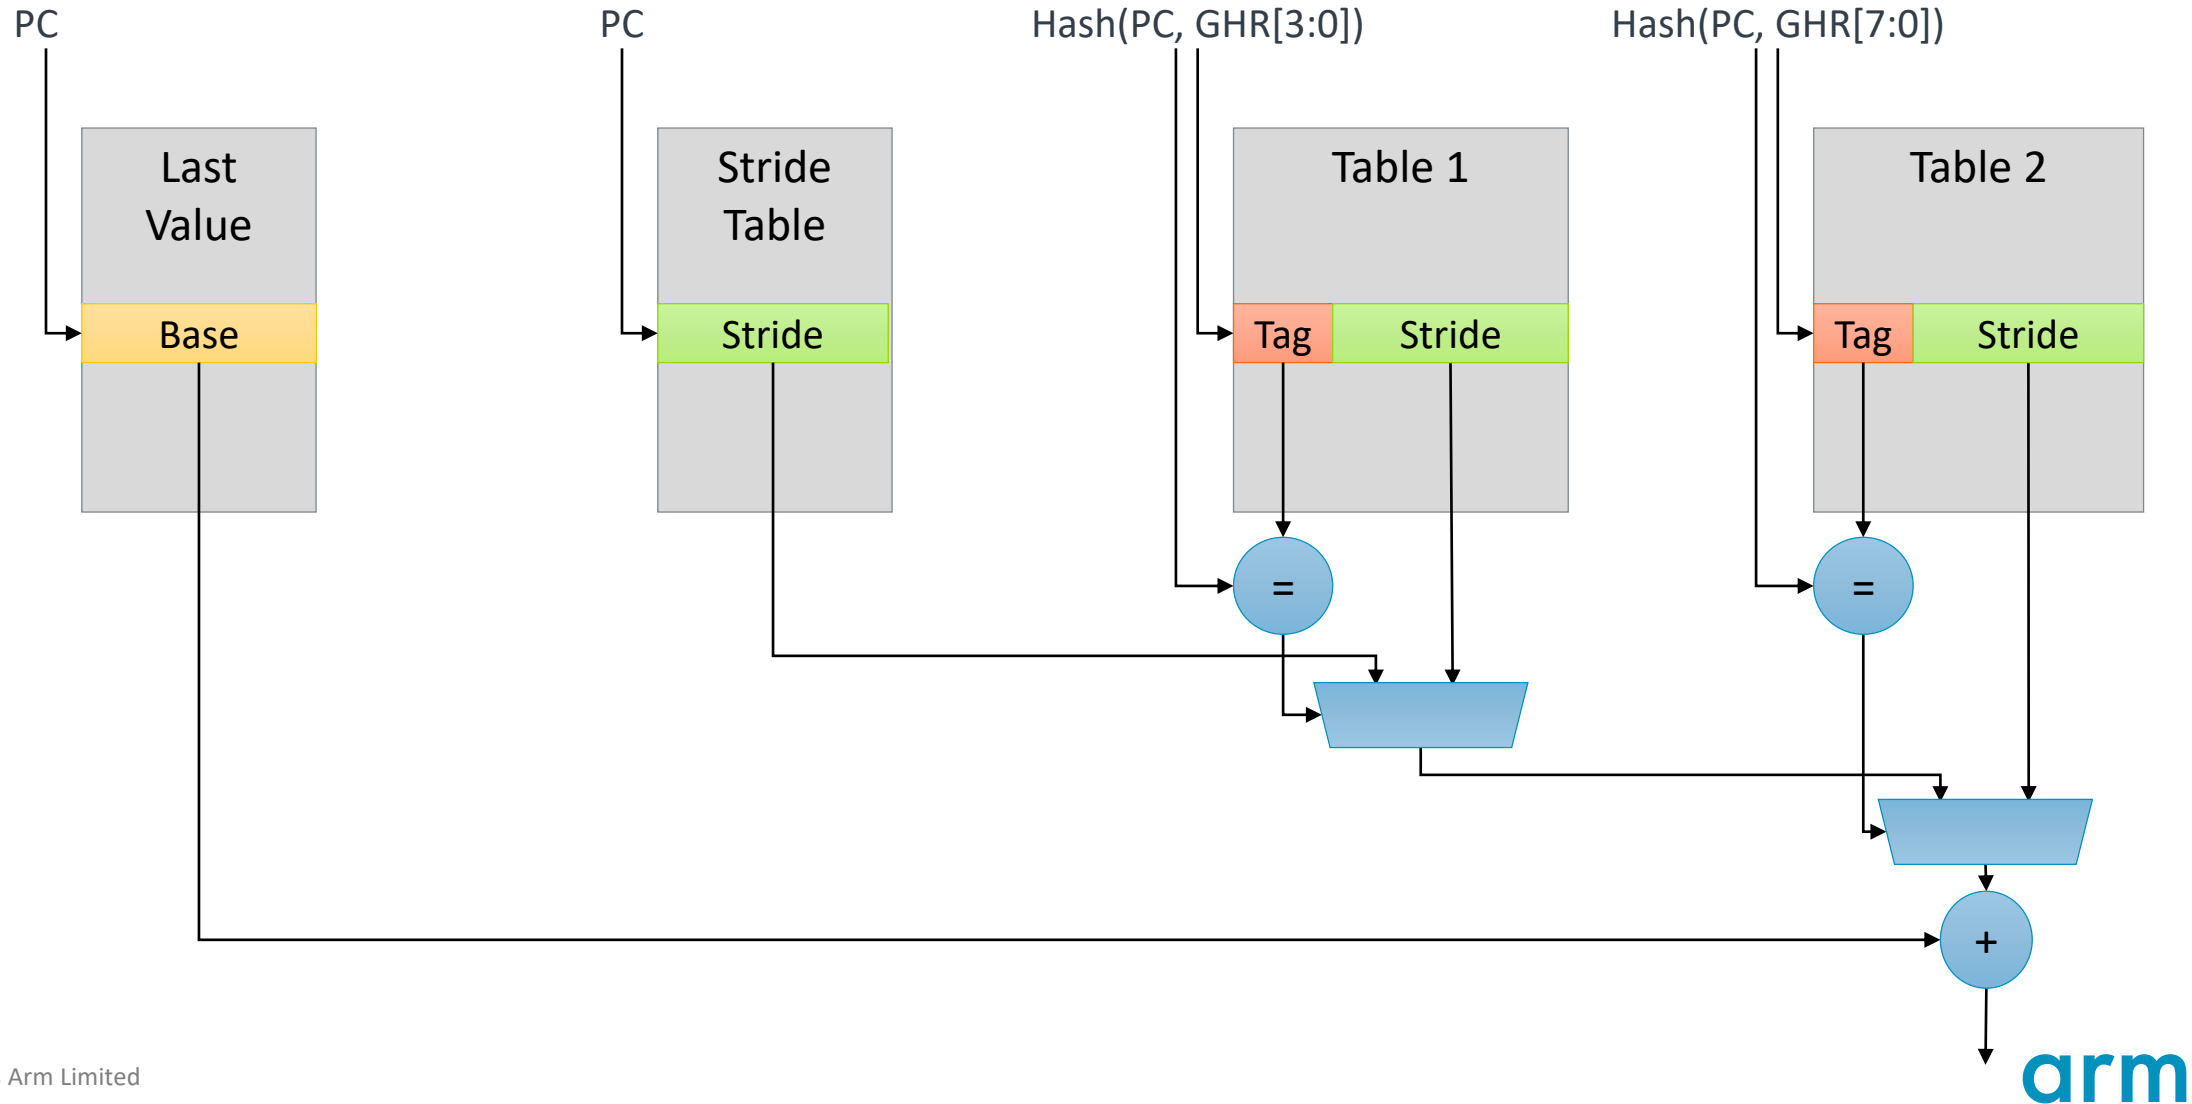 PC
PC
Hash(PC, GHR[3:0])
Hash(PC, GHR[7:0])
Last
Value
Stride
Table
Table 1
Table 2
Base
Stride
Tag
Stride
Tag
Stride
=
=
+
Arm Limited
arm